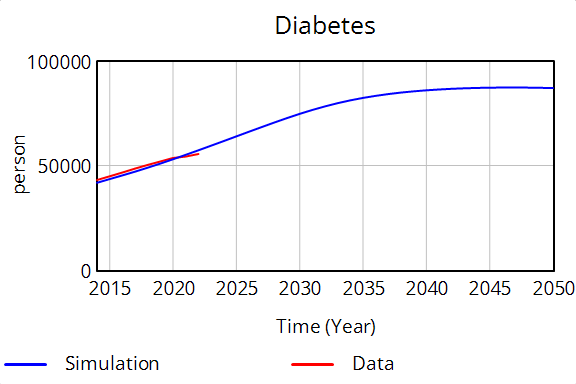 Diabetes
100000
50000
0
person
2015 2020 2025 2030 2035 2040 2045 2050
Time (Year)
Simulation Data